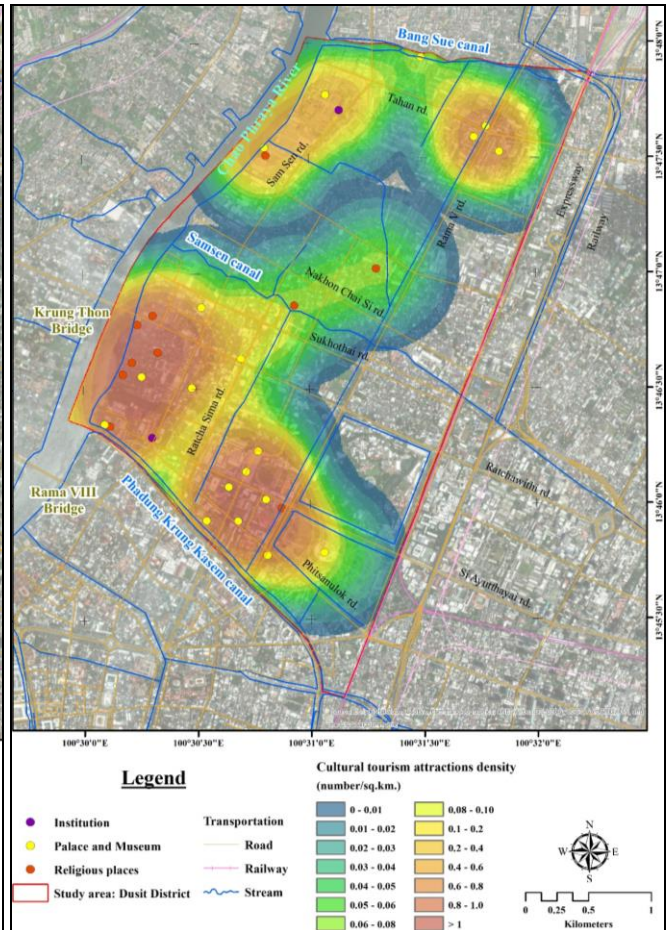 Bang Sue canal
Chao Phraya River
Tahan rd.
Sam Sen rd.
Expressway
Railway
Rama V rd.
Samsen canal
Nakhon Chai Si rd.
Krung Thon
Bridge
Sukhothai rd.
Ratcha Sima rd.
Ratchawithi rd.
Rama VIII
Bridge
Phadung Krung Kasem canal
Phitsanulok rd.
Si Ayutthayai rd.
13°48'0"N
13°47'30"N
13°47'0"N
13°46'30"N
13°46'0"N
13°45'30"N
100°30'0"E
100°30'30"E
100°31'0"E
100°31'30"E
100°32'0"E
Legend
Institution
Palace and Museum
Religious places
Study area: Dusit District
Transportation
Road
Railway
Stream
Cultural tourism attractions density
(number/sq.km.)
0 - 0.01
0.01 - 0.02
0.02 - 0.03
0.03 - 0.04
0.04 - 0.05
0.05 - 0.06
0.06 - 0.08
0.08 - 0.10
0.1 - 0.2
0.2 - 0.4
0.4 - 0.6
0.6 - 0.8
0.8 - 1.0
> 1
N
W
E
S
0 0.25 0.5 1
Kilometers